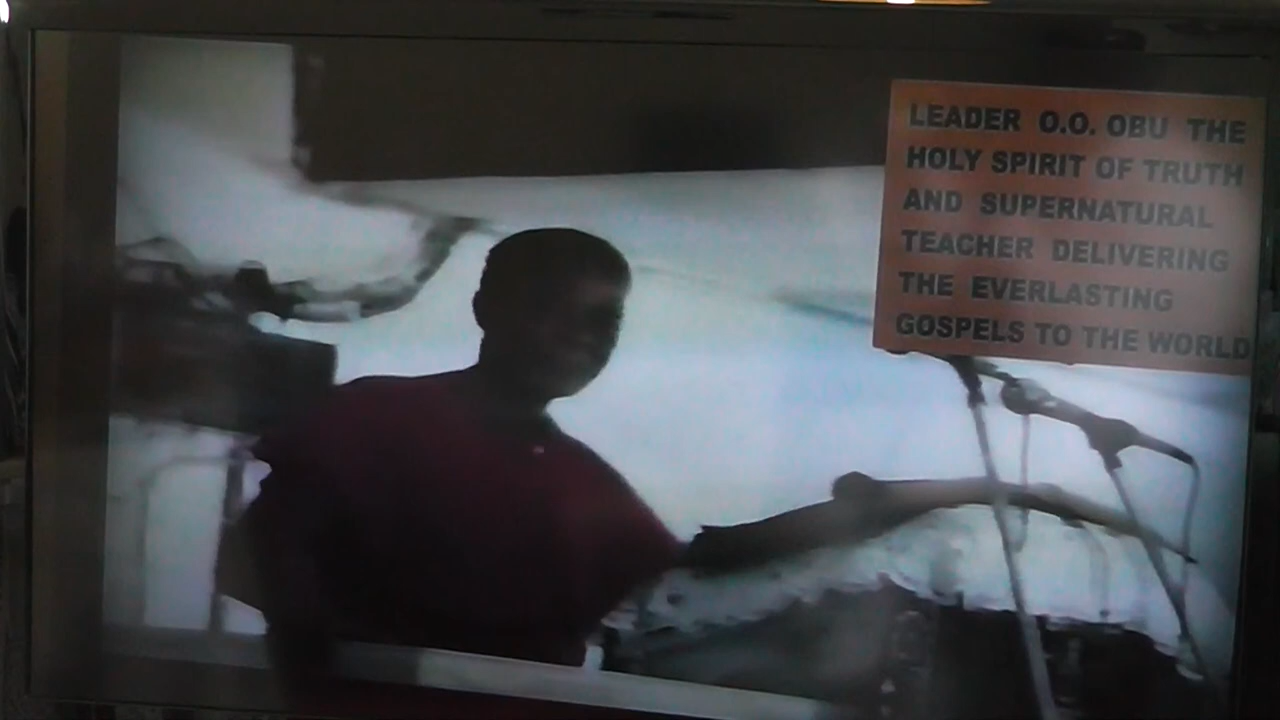 LEADER O.O. OBU THE
HOLY SPIRIT OF TRUTH
AND SUPERNATURAL
TEACHER DELIVERING
THE EVERLASTING
GOSPELS TO THE WORLD